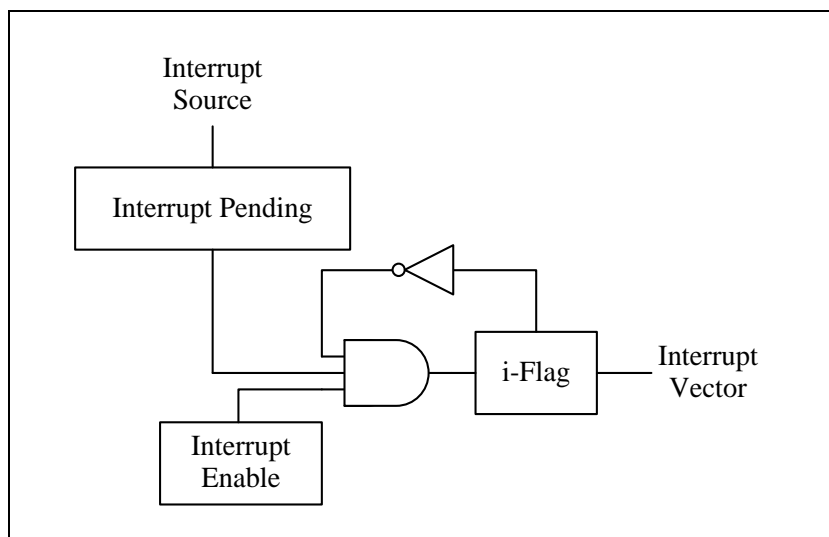 Interrupt
Source
Interrupt Pending
i-Flag
Interrupt
Vector
Interrupt
Enable